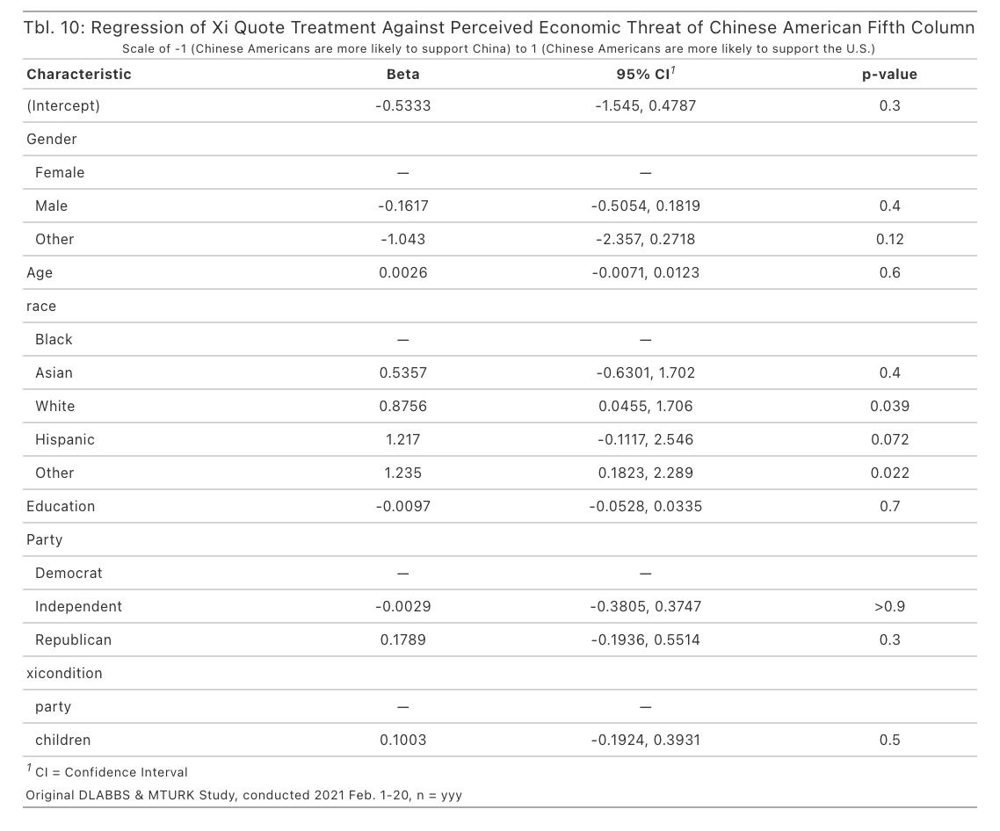 Tbl. 10: Regression of Xi Quote Treatment Against Perceived Economic Threat of Chinese American Fifth Column
Scale of -1 (Chinese Americans are more likely to support China) to 1 (Chinese Americans are more likely to support the U.S.)
Characteristic Beta 95% CI1 p-value
(Intercept) -0.5333 -1.545, 0.4787 0.3
Gender
Female — —
Male -0.1617 -0.5054, 0.1819 0.4
Other -1.043 -2.357, 0.2718 0.12
Age 0.0026 -0.0071, 0.0123 0.6
race
Black — —
Asian 0.5357 -0.6301, 1.702 0.4
White 0.8756 0.0455, 1.706 0.039
Hispanic 1.217 -0.1117, 2.546 0.072
Other 1.235 0.1823, 2.289 0.022
Education -0.0097 -0.0528, 0.0335 0.7
Party
Democrat — —
Independent -0.0029 -0.3805, 0.3747 >0.9
Republican 0.1789 -0.1936, 0.5514 0.3
xicondition
party — —
children 0.1003 -0.1924, 0.3931 0.5
1 CI = Confidence Interval
Original DLABBS & MTURK Study, conducted 2021 Feb. 1-20, n = yyy